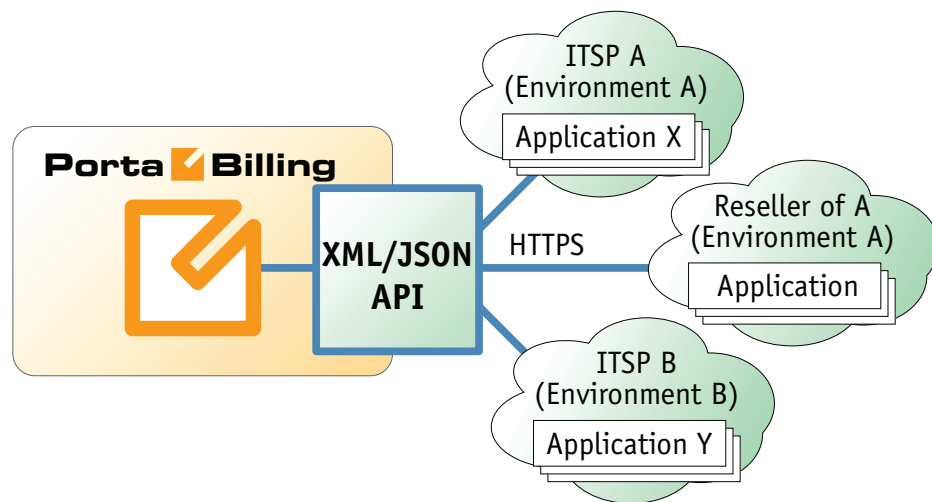 Porta Billing
XML/JSON
API
HTTPS
ITSP A
(Environment A)
Application X
Reseller of A
(Environment A)
Application
ITSP B
(Environment B)
Application Y